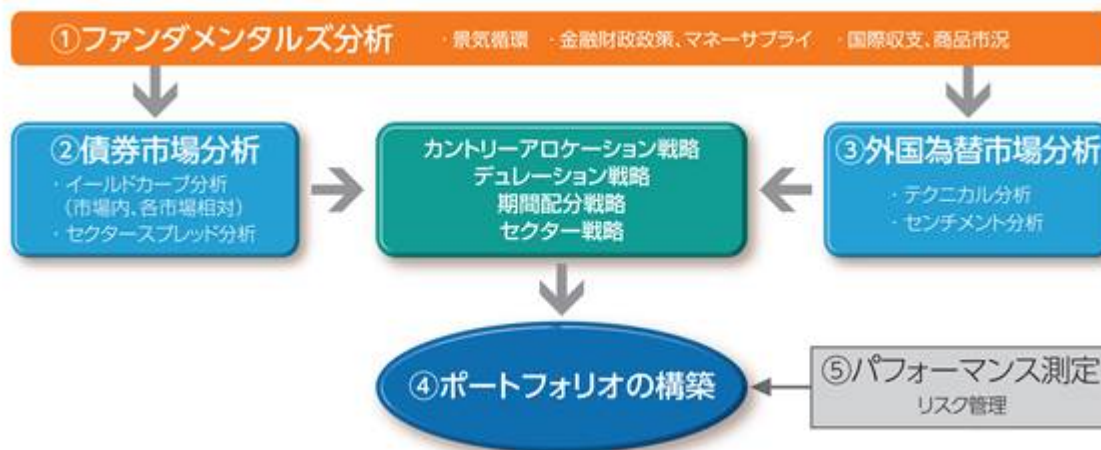 ①ファンダメンタルズ分析 ・景気循環 ・金融財政政策、マネーサプライ ・国際収支、商品市況
②債券市場分析
・イールドカーブ分析
（市場内、各市場相対）
・セクタースプレッド分析
カントリーアロケーション戦略
デュレーション戦略
期間配分戦略
セクター戦略
③外国為替市場分析
・テクニカル分析
・センチメント分析
④ポートフォリオの構築
⑤パフォーマンス測定
リスク管理